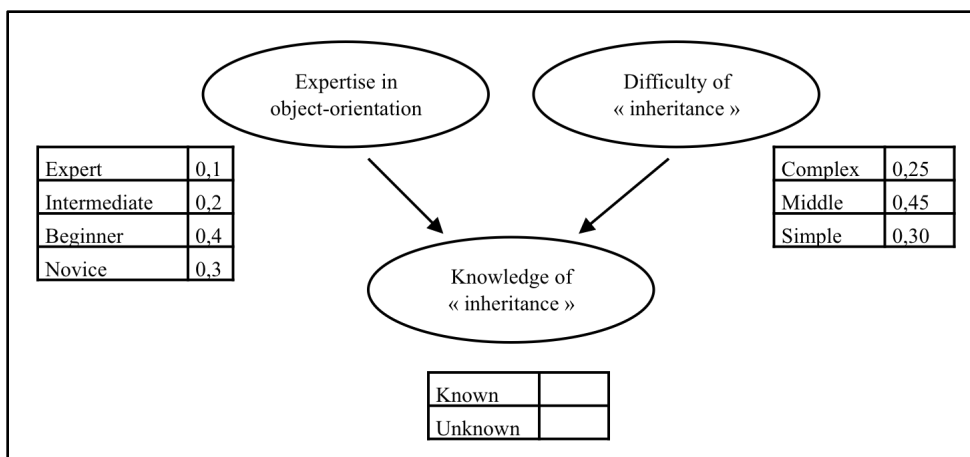 Expertise in
object-orientation
Difficulty of
« inheritance »
Expert 0,1
Intermediate 0,2
Beginner 0,4
Novice 0,3
Complex 0,25
Middle 0,45
Simple 0,30
Knowledge of
« inheritance »
Known
Unknown